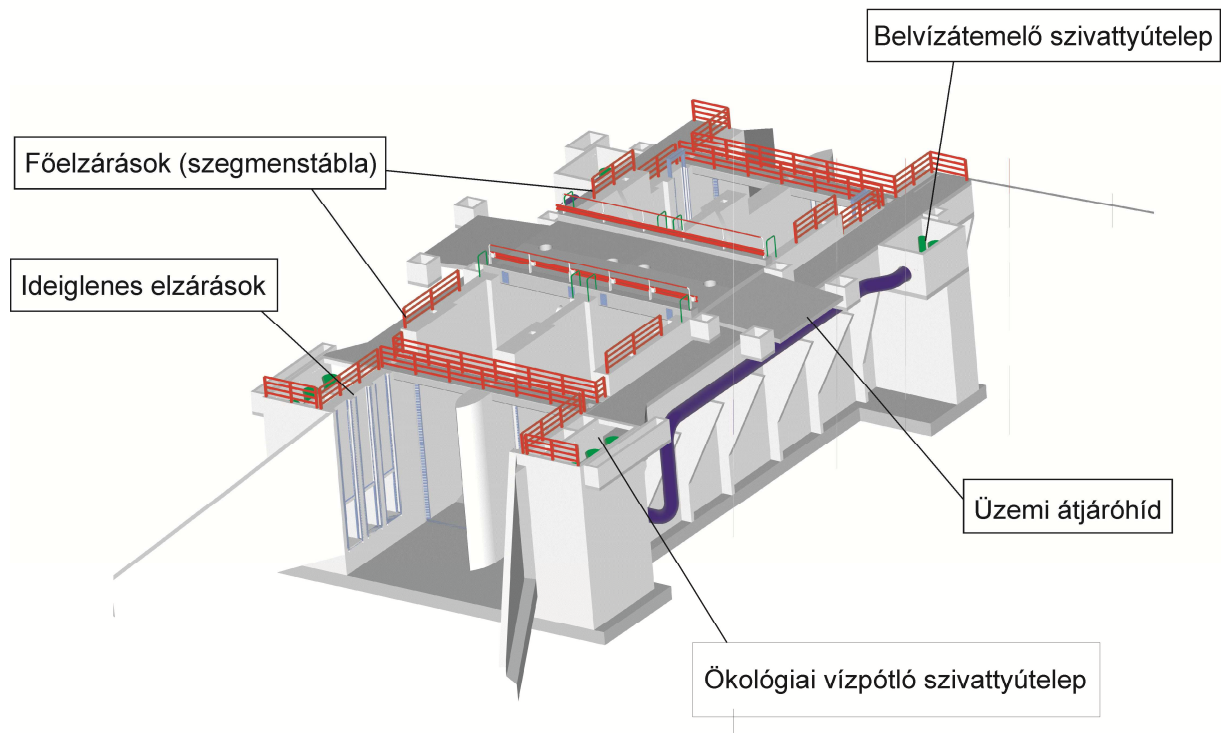 Belvízátemelő szivattyútelep
Főelzárások (szegmenstábla)
Ideiglenes elzárások
Üzemi átjáróhíd
Ökológiai vízpótló szivattyútelep